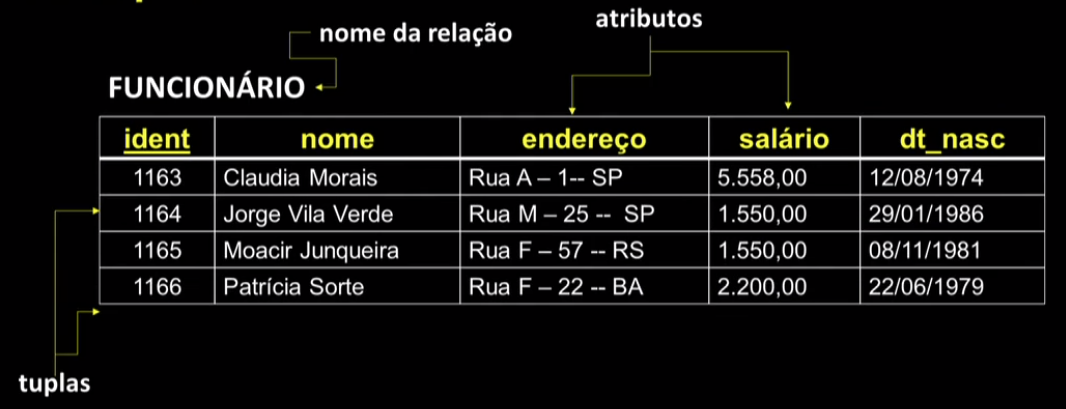 atributos
nome da relação
FUNCIONÁRIO
ident nome endereço salário dt_nasc
1163 Claudia Morais Rua A – 1-- SP 5.558,00 12/08/1974
1164 Jorge Vila Verde Rua M – 25 -- SP 1.550,00 29/01/1986
1165 Moacir Junqueira Rua F – 57 -- RS 1.550,00 08/11/1981
1166 Patrícia Sorte Rua F – 22 -- BA 2.200,00 22/06/1979
tuplas